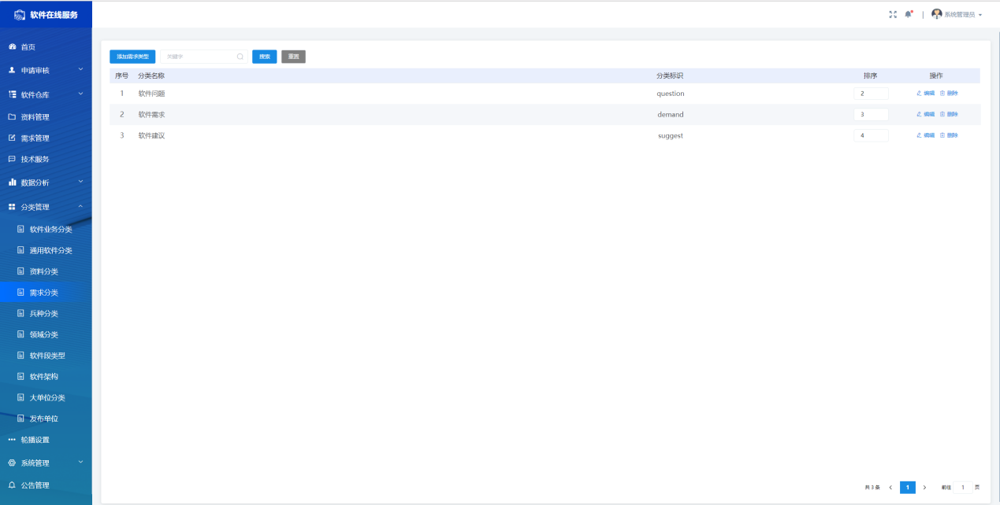 软件在线服务
系统管理员
首页
申请审核
软件仓库
资料管理
需求管理
技术服务
数据分析
分类管理
软件业务分类
通用软件分类
资料分类
需求分类
兵种分类
领域分类
软件段类型
软件架构
大单位分类
发布单位
轮播设置
系统管理
公告管理
添加需求类型 关键字 搜索 重置
序号 分类名称 分类标识 排序 操作
1 软件问题 question 2 编辑 删除
2 软件需求 demand 3 编辑 删除
3 软件建议 suggest 4 编辑 删除
共 3 条 1 前往 1 页